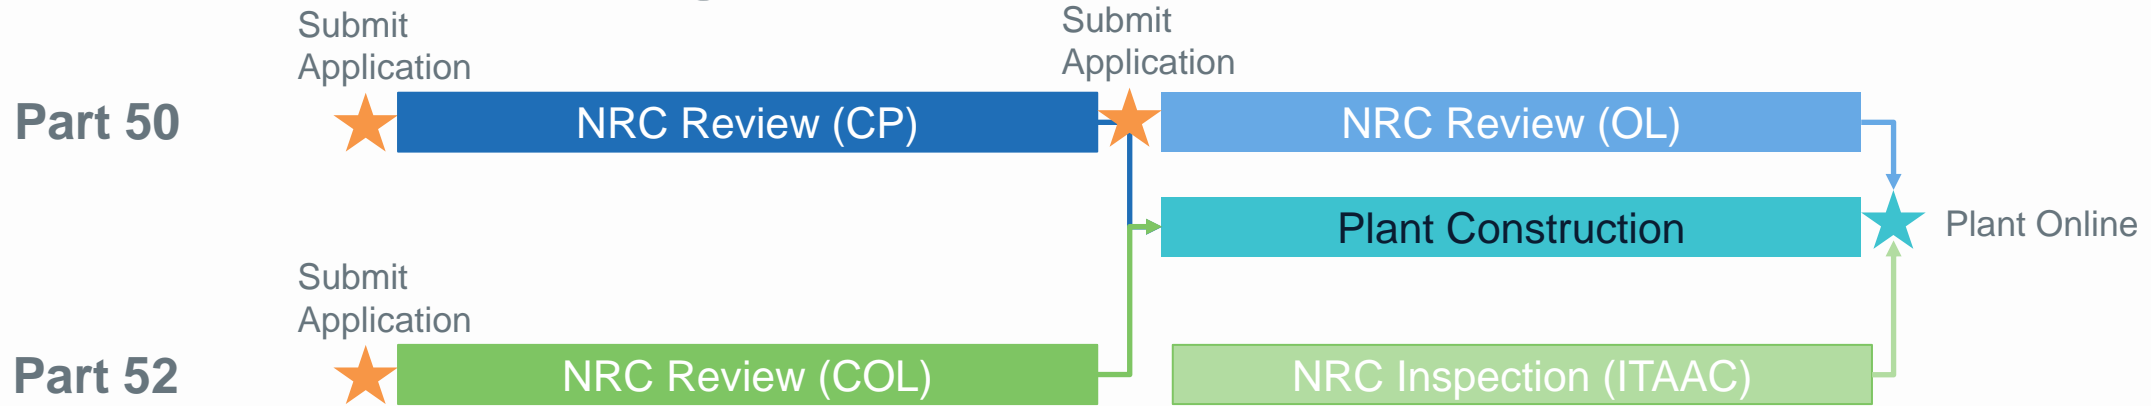 Submit
Application
Submit
Application
Part 50
NRC Review (CP)
NRC Review (OL)
Plant Construction
Plant Online
Submit
Application
Part 52
NRC Review (COL)
NRC Inspection (ITAAC)